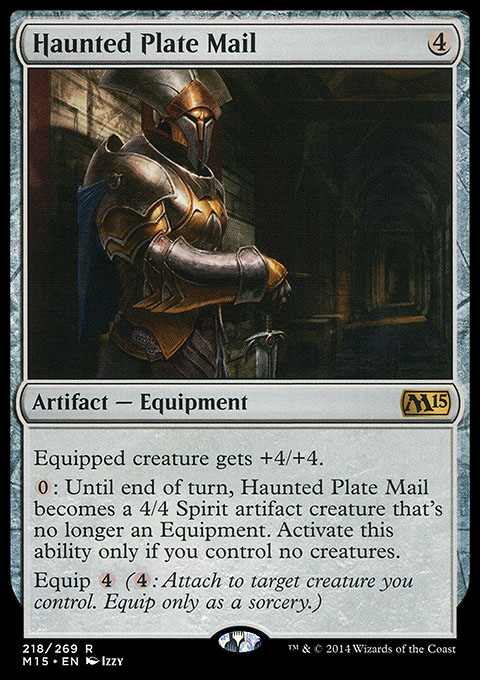 Haunted Plate Mail 4
Artifact — Equipment M15
Equipped creature gets +4/+4.
0: Until end of turn, Haunted Plate Mail
becomes a 4/4 Spirit artifact creature that's
no longer an Equipment. Activate this
ability only if you control no creatures.
Equip 4 (4: Attach to target creature you
control. Equip only as a sorcery.)
218/269 R
M15 • EN Izzy
™ & © 2014 Wizards of the Coast